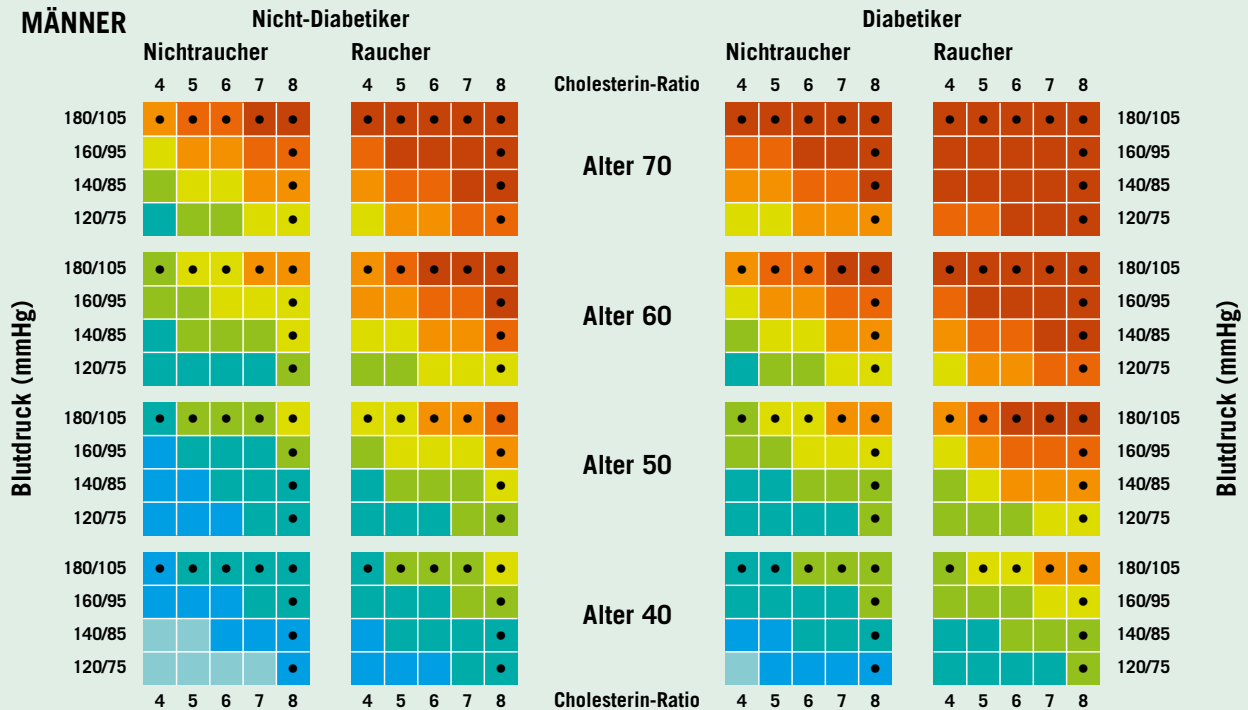 MÄNNER
Nicht-Diabetiker Diabetiker
Nichtraucher Raucher Nichtraucher Raucher
4 5 6 7 8 4 5 6 7 8 Cholesterin-Ratio 4 5 6 7 8 4 5 6 7 8
Blutdruck (mmHg)
180/105 180/105
160/95 Alter 70 160/95
140/85 140/85
120/75 120/75
180/105 180/105
160/95 Alter 60 160/95
140/85 140/85
120/75 120/75
180/105 180/105
160/95 Alter 50 160/95
140/85 140/85
120/75 120/75
180/105 180/105
160/95 Alter 40 160/95
140/85 140/85
120/75 120/75
Blutdruck (mmHg)
4 5 6 7 8 4 5 6 7 8 Cholesterin-Ratio 4 5 6 7 8 4 5 6 7 8